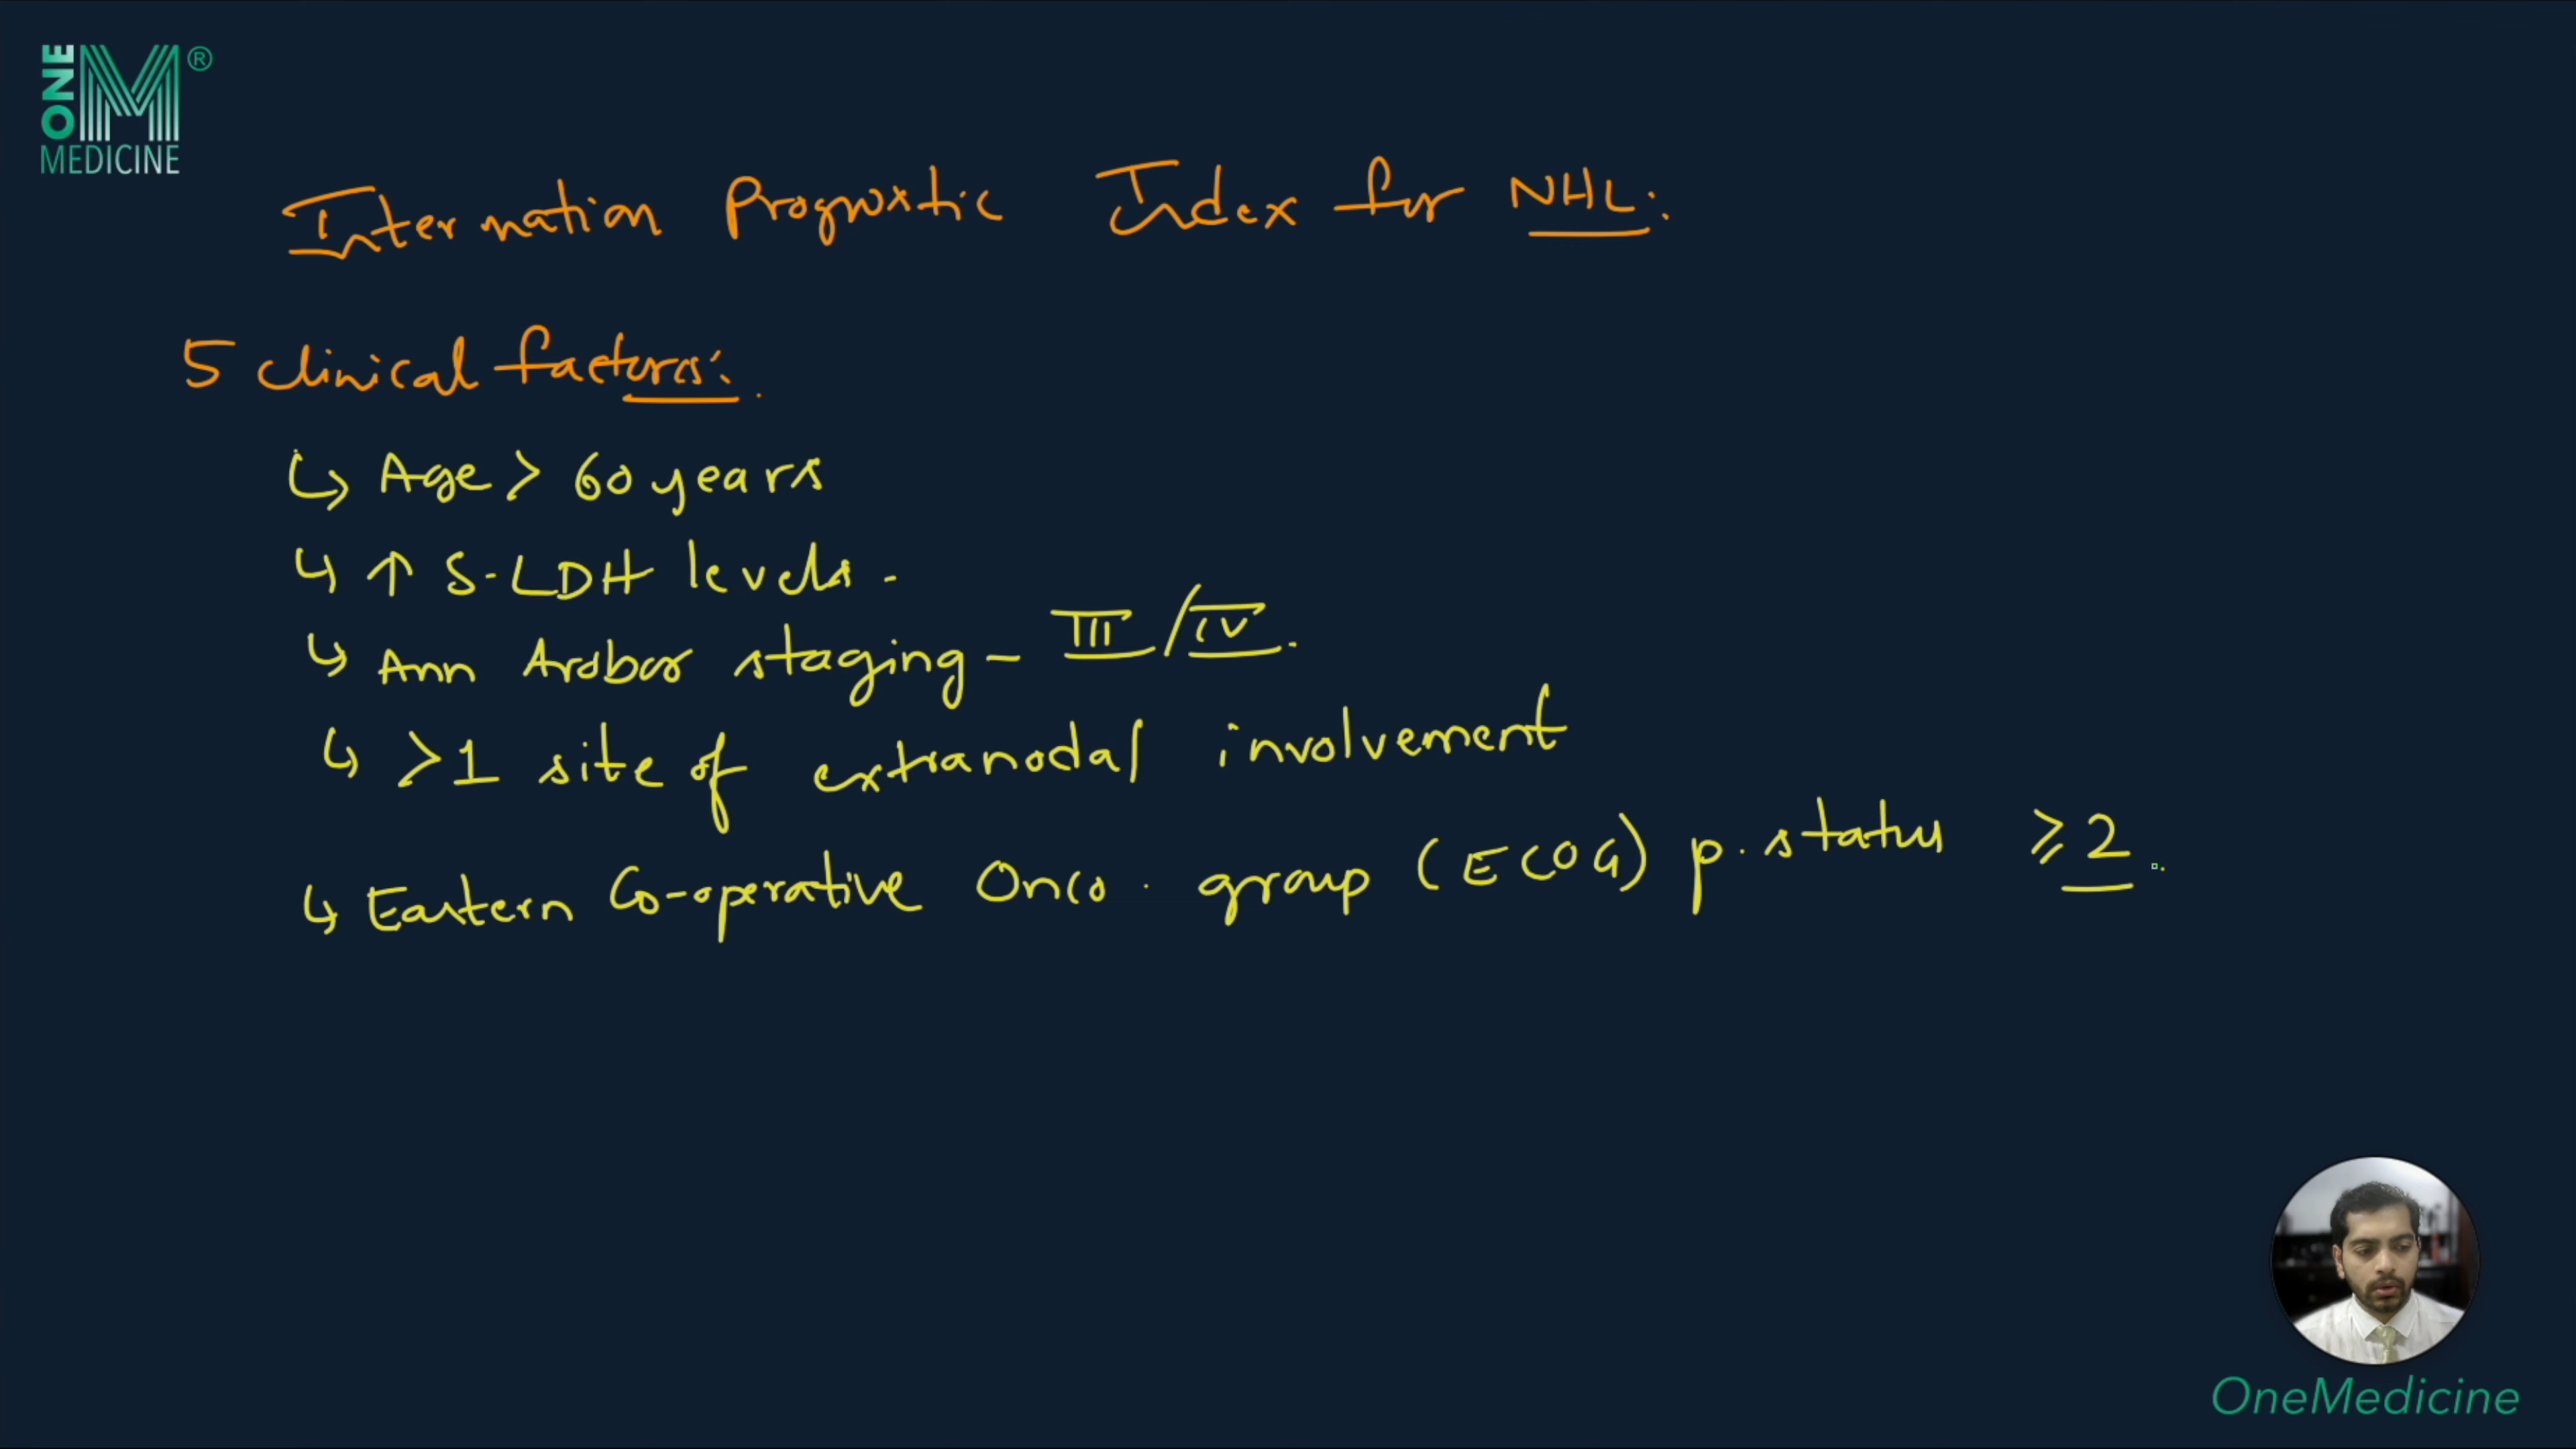 ONE M ®
MEDICINE
Internation Prognostic Index for NHL:
5 clinical factors:
↳ Age > 60 years
↳ ↑ S-LDH levels.
↳ Ann Arbor staging - III/IV.
↳ >1 site of extranodal involvement
↳ Eastern Co-operative Onco. group (ECOG) p. status ≥2.
OneMedicine